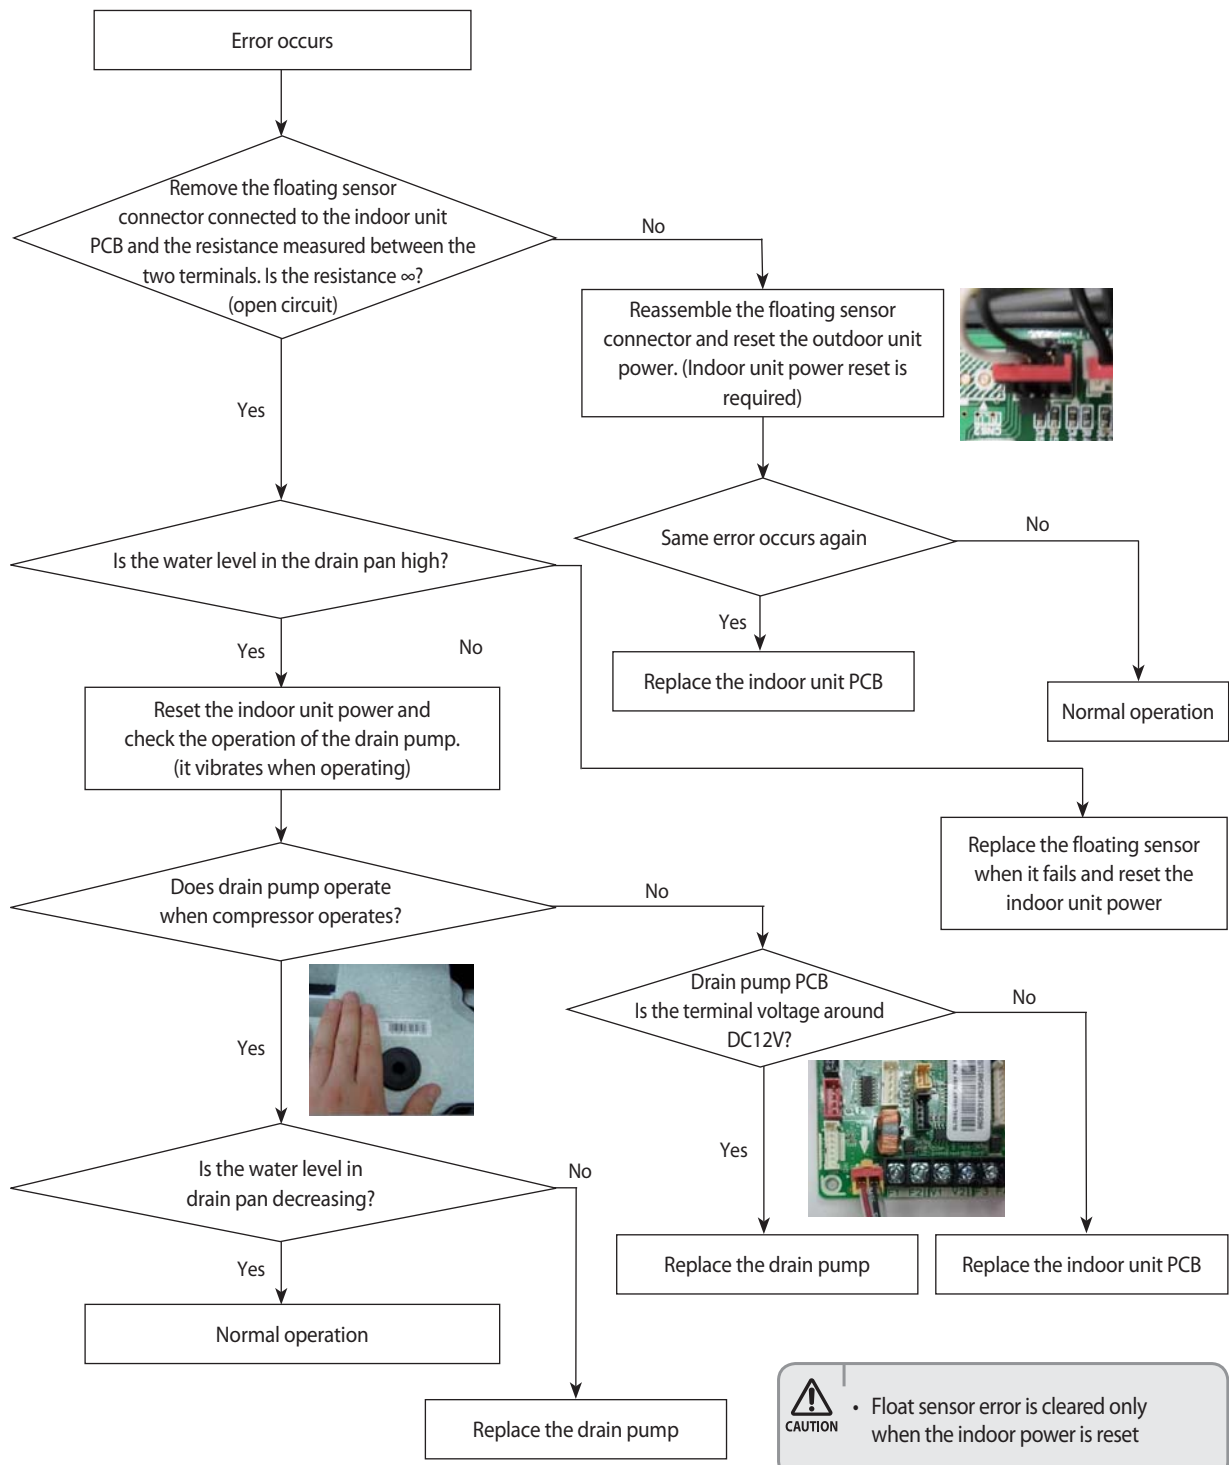 Error occurs
Remove the floating sensor
connector connected to the indoor unit
PCB and the resistance measured between the
two terminals. Is the resistance ∞?
(open circuit)
No
Reassemble the floating sensor
connector and reset the outdoor unit
power. (Indoor unit power reset is
required)
Yes
Same error occurs again
No
Is the water level in the drain pan high?
Yes
Replace the indoor unit PCB
Normal operation
Yes
No
Reset the indoor unit power and
check the operation of the drain pump.
(it vibrates when operating)
Replace the floating sensor
when it fails and reset the
indoor unit power
Does drain pump operate
when compressor operates?
No
Drain pump PCB
Is the terminal voltage around
DC12V?
No
Yes
Yes
F1 F2 V1 V2 F3
Is the water level in
drain pan decreasing?
No
Replace the drain pump
Replace the indoor unit PCB
Yes
Normal operation
Replace the drain pump
CAUTION
• Float sensor error is cleared only
when the indoor power is reset